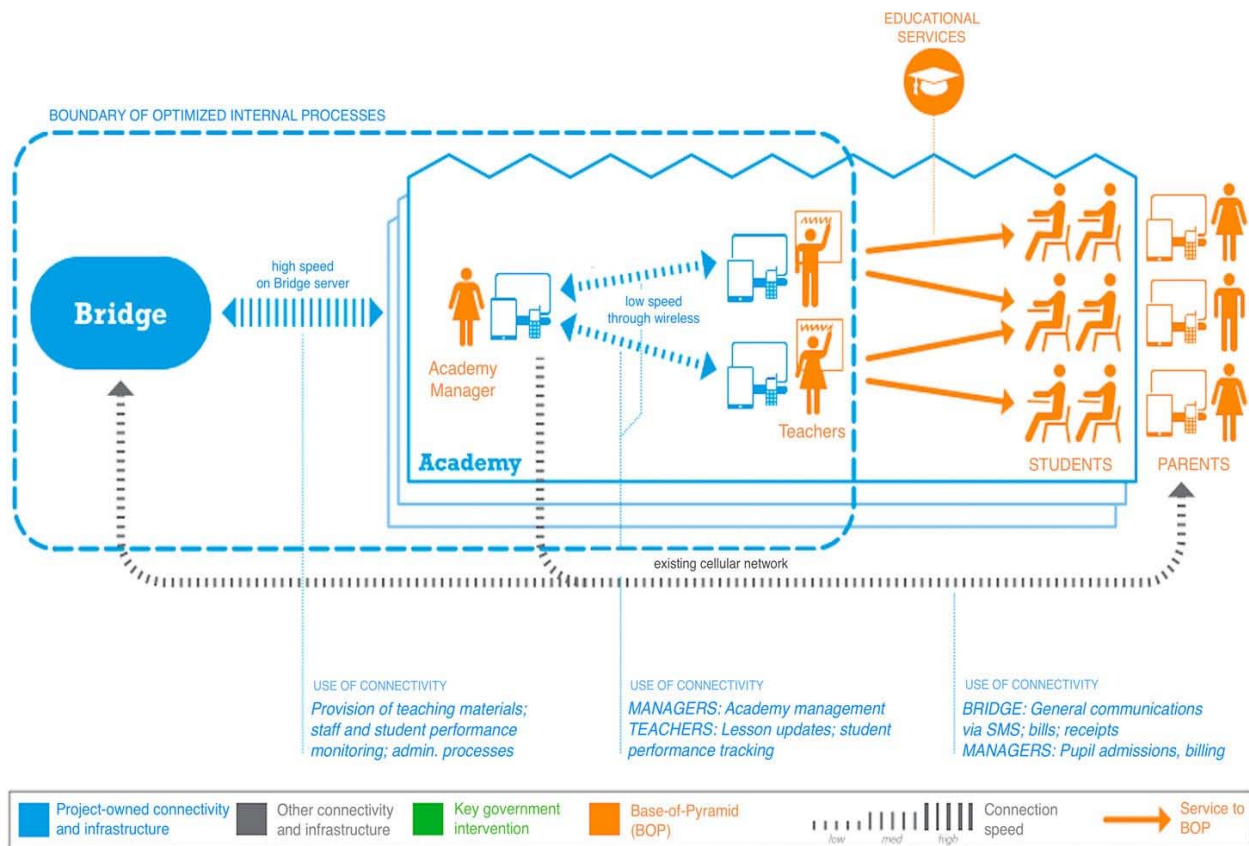 EDUCATIONAL
SERVICES
BOUNDARY OF OPTIMIZED INTERNAL PROCESSES
high speed
on Bridge server
Bridge
low speed
through wireless
Academy
Manager
Teachers
Academy
STUDENTS
PARENTS
existing cellular network
USE OF CONNECTIVITY
Provision of teaching materials;
staff and student performance
monitoring; admin. processes
USE OF CONNECTIVITY
MANAGERS: Academy management
TEACHERS: Lesson updates; student
performance tracking
USE OF CONNECTIVITY
BRIDGE: General communications
via SMS; bills; receipts
MANAGERS: Pupil admissions, billing
Project-owned connectivity
and infrastructure
Other connectivity
and infrastructure
Key government
intervention
Base-of-Pyramid
(BOP)
low med high
Connection
speed
Service to
BOP